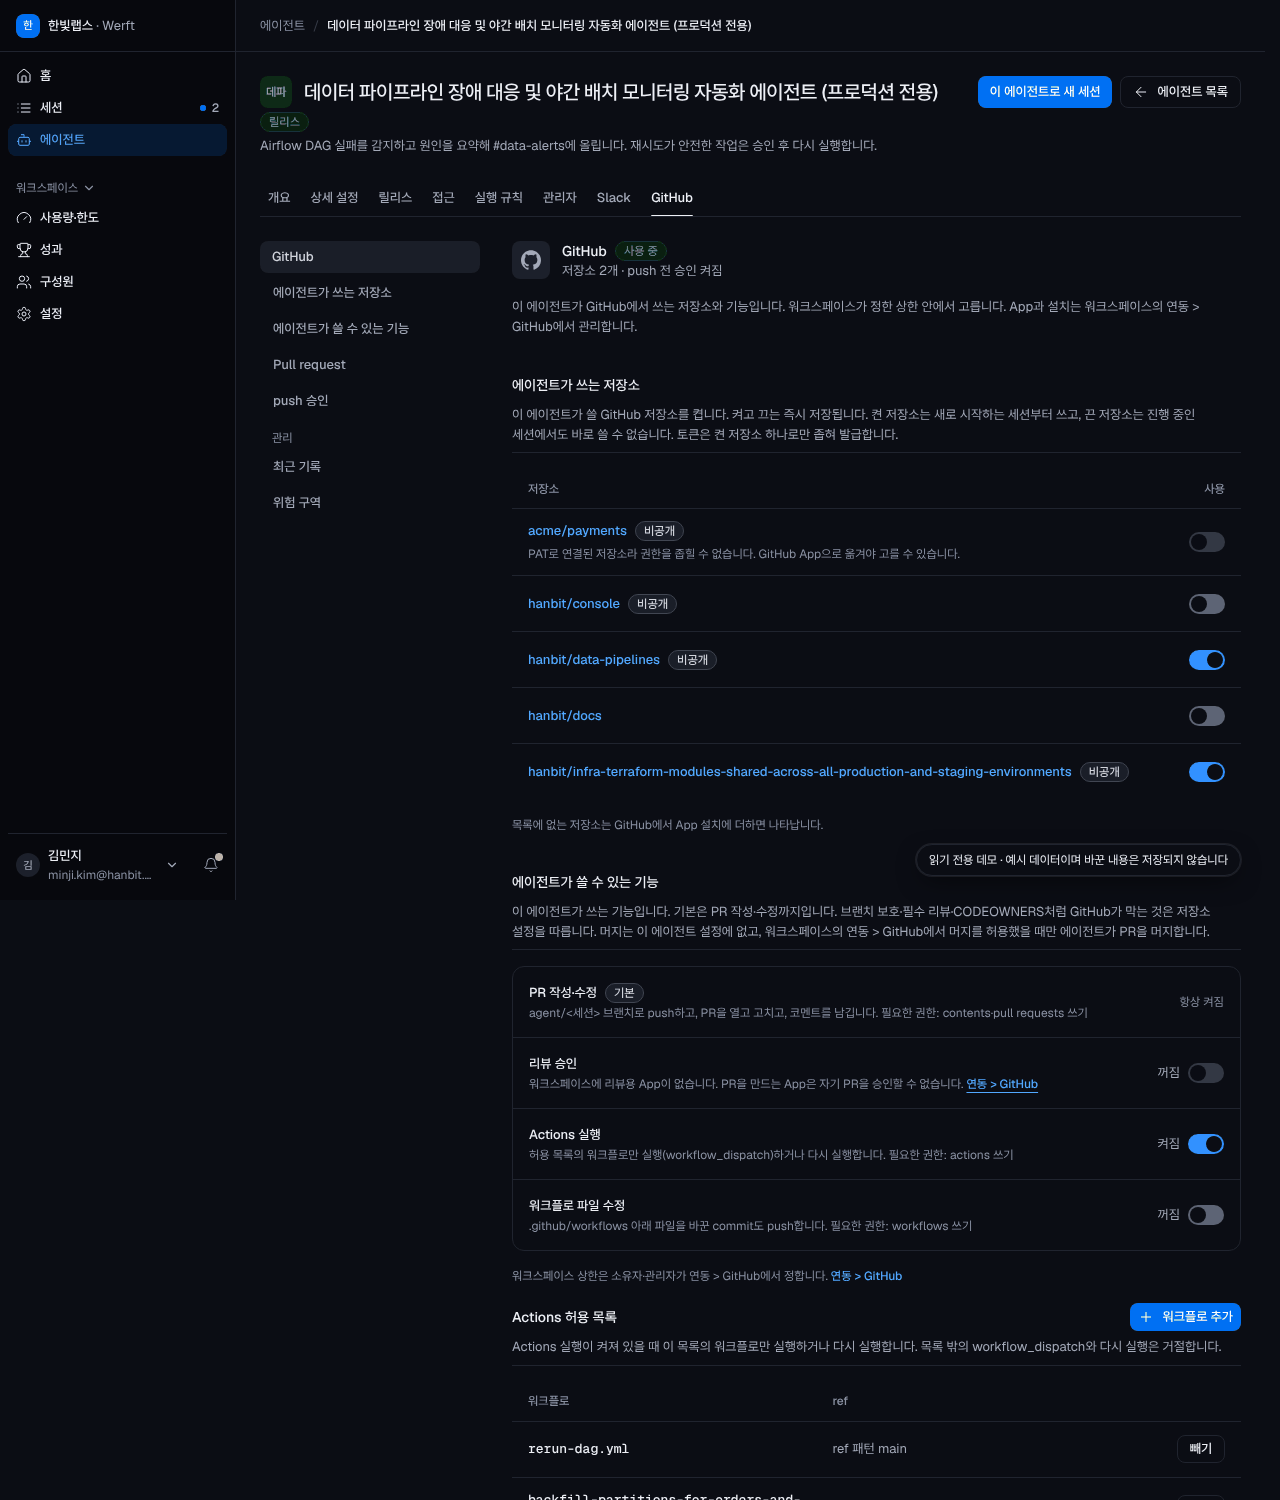 한 한빛랩스 · Werft
홈
세션 2
에이전트
워크스페이스
사용량·한도
성과
구성원
설정
김 김민지
minji.kim@hanbit....
에이전트 / 데이터 파이프라인 장애 대응 및 야간 배치 모니터링 자동화 에이전트 (프로덕션 전용)
데파 데이터 파이프라인 장애 대응 및 야간 배치 모니터링 자동화 에이전트 (프로덕션 전용)
릴리스
이 에이전트로 새 세션
에이전트 목록
Airflow DAG 실패를 감지하고 원인을 요약해 #data-alerts에 올립니다. 재시도가 안전한 작업은 승인 후 다시 실행합니다.
개요 상세 설정 릴리스 접근 실행 규칙 관리자 Slack GitHub
GitHub
에이전트가 쓰는 저장소
에이전트가 쓸 수 있는 기능
Pull request
push 승인
관리
최근 기록
위험 구역
GitHub 사용 중
저장소 2개 · push 전 승인 켜짐
이 에이전트가 GitHub에서 쓰는 저장소와 기능입니다. 워크스페이스가 정한 상한 안에서 고릅니다. App과 설치는 워크스페이스의 연동 >
GitHub에서 관리합니다.
에이전트가 쓰는 저장소
이 에이전트가 쓸 GitHub 저장소를 켭니다. 켜고 끄는 즉시 저장됩니다. 켠 저장소는 새로 시작하는 세션부터 쓰고, 끈 저장소는 진행 중인
세션에서도 바로 쓸 수 없습니다. 토큰은 켠 저장소 하나로만 좁혀 발급합니다.
저장소 사용
acme/payments 비공개
PAT로 연결된 저장소라 권한을 좁힐 수 없습니다. GitHub App으로 옮겨야 고를 수 있습니다.
hanbit/console 비공개
hanbit/data-pipelines 비공개
hanbit/docs
hanbit/infra-terraform-modules-shared-across-all-production-and-staging-environments 비공개
목록에 없는 저장소는 GitHub에서 App 설치에 더하면 나타납니다.
읽기 전용 데모 · 예시 데이터이며 바꾼 내용은 저장되지 않습니다
에이전트가 쓸 수 있는 기능
이 에이전트가 쓰는 기능입니다. 기본은 PR 작성·수정까지입니다. 브랜치 보호·필수 리뷰·CODEOWNERS처럼 GitHub가 막는 것은 저장소
설정을 따릅니다. 머지는 이 에이전트 설정에 없고, 워크스페이스의 연동 > GitHub에서 머지를 허용했을 때만 에이전트가 PR을 머지합니다.
PR 작성·수정 기본
agent/<세션> 브랜치로 push하고, PR을 열고 고치고, 코멘트를 남깁니다. 필요한 권한: contents·pull requests 쓰기
항상 켜짐
리뷰 승인
워크스페이스에 리뷰용 App이 없습니다. PR을 만드는 App은 자기 PR을 승인할 수 없습니다. 연동 > GitHub
꺼짐
Actions 실행
허용 목록의 워크플로만 실행(workflow_dispatch)하거나 다시 실행합니다. 필요한 권한: actions 쓰기
켜짐
워크플로 파일 수정
.github/workflows 아래 파일을 바꾼 commit도 push합니다. 필요한 권한: workflows 쓰기
꺼짐
워크스페이스 상한은 소유자·관리자가 연동 > GitHub에서 정합니다. 연동 > GitHub
Actions 허용 목록
워크플로 추가
Actions 실행이 켜져 있을 때 이 목록의 워크플로만 실행하거나 다시 실행합니다. 목록 밖의 workflow_dispatch와 다시 실행은 거절합니다.
워크플로 ref
rerun-dag.yml ref 패턴 main 빼기
backfill-partitions-for-orders-and-